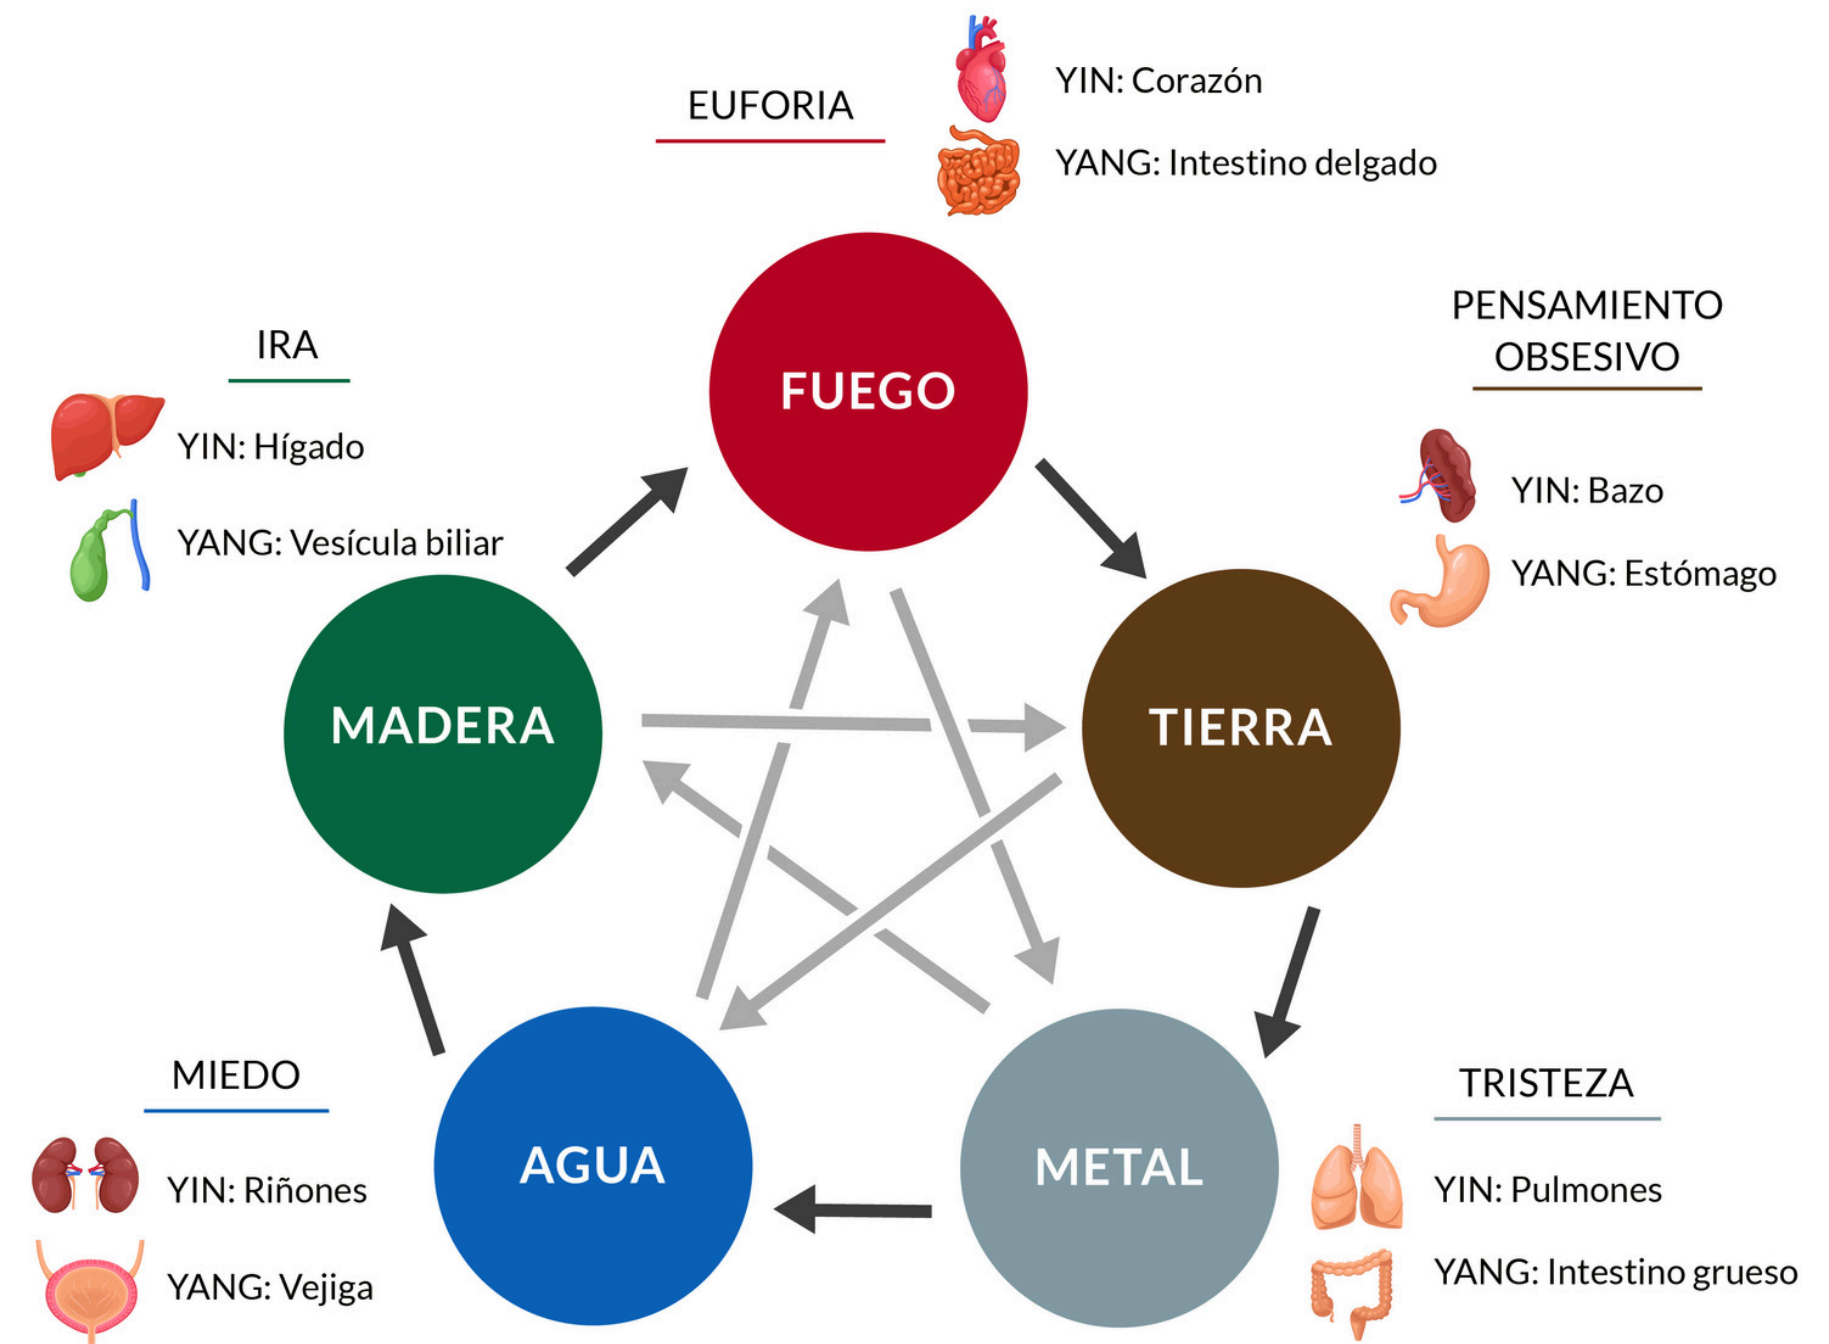 EUFORIA
YIN: Corazón
YANG: Intestino delgado
FUEGO
IRA
YIN: Hígado
YANG: Vesícula biliar
MADERA
PENSAMIENTO
OBSESIVO
YIN: Bazo
YANG: Estómago
TIERRA
MIEDO
YIN: Riñones
YANG: Vejiga
AGUA
METAL
TRISTEZA
YIN: Pulmones
YANG: Intestino grueso